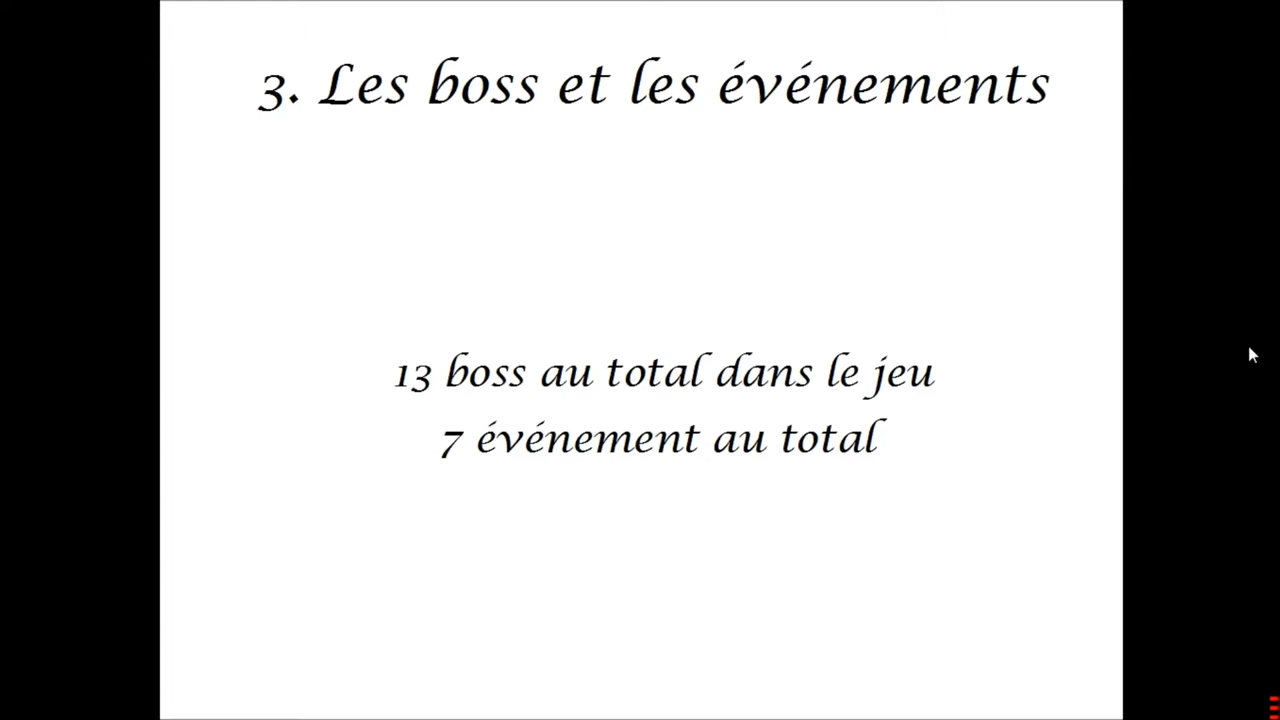 3. Les boss et les événements
13 boss au total dans le jeu
7 événement au total